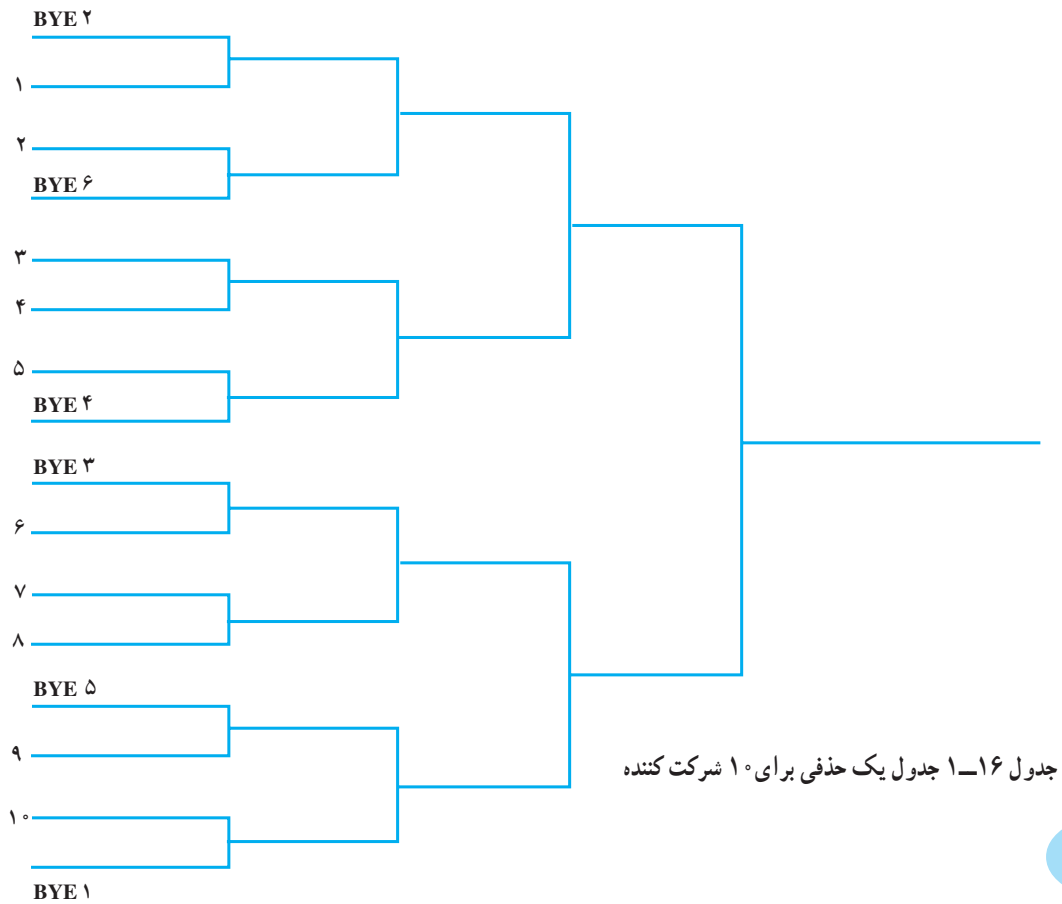 BYE ۲
۱
۲
BYE ۶
۳
۴
۵
BYE ۴
BYE ۳
۶
۷
۸
BYE ۵
۹
جدول ۱۶ــ۱ جدول یک حذفی برای ۱۰ شرکت کننده
۱۰
BYE ۱